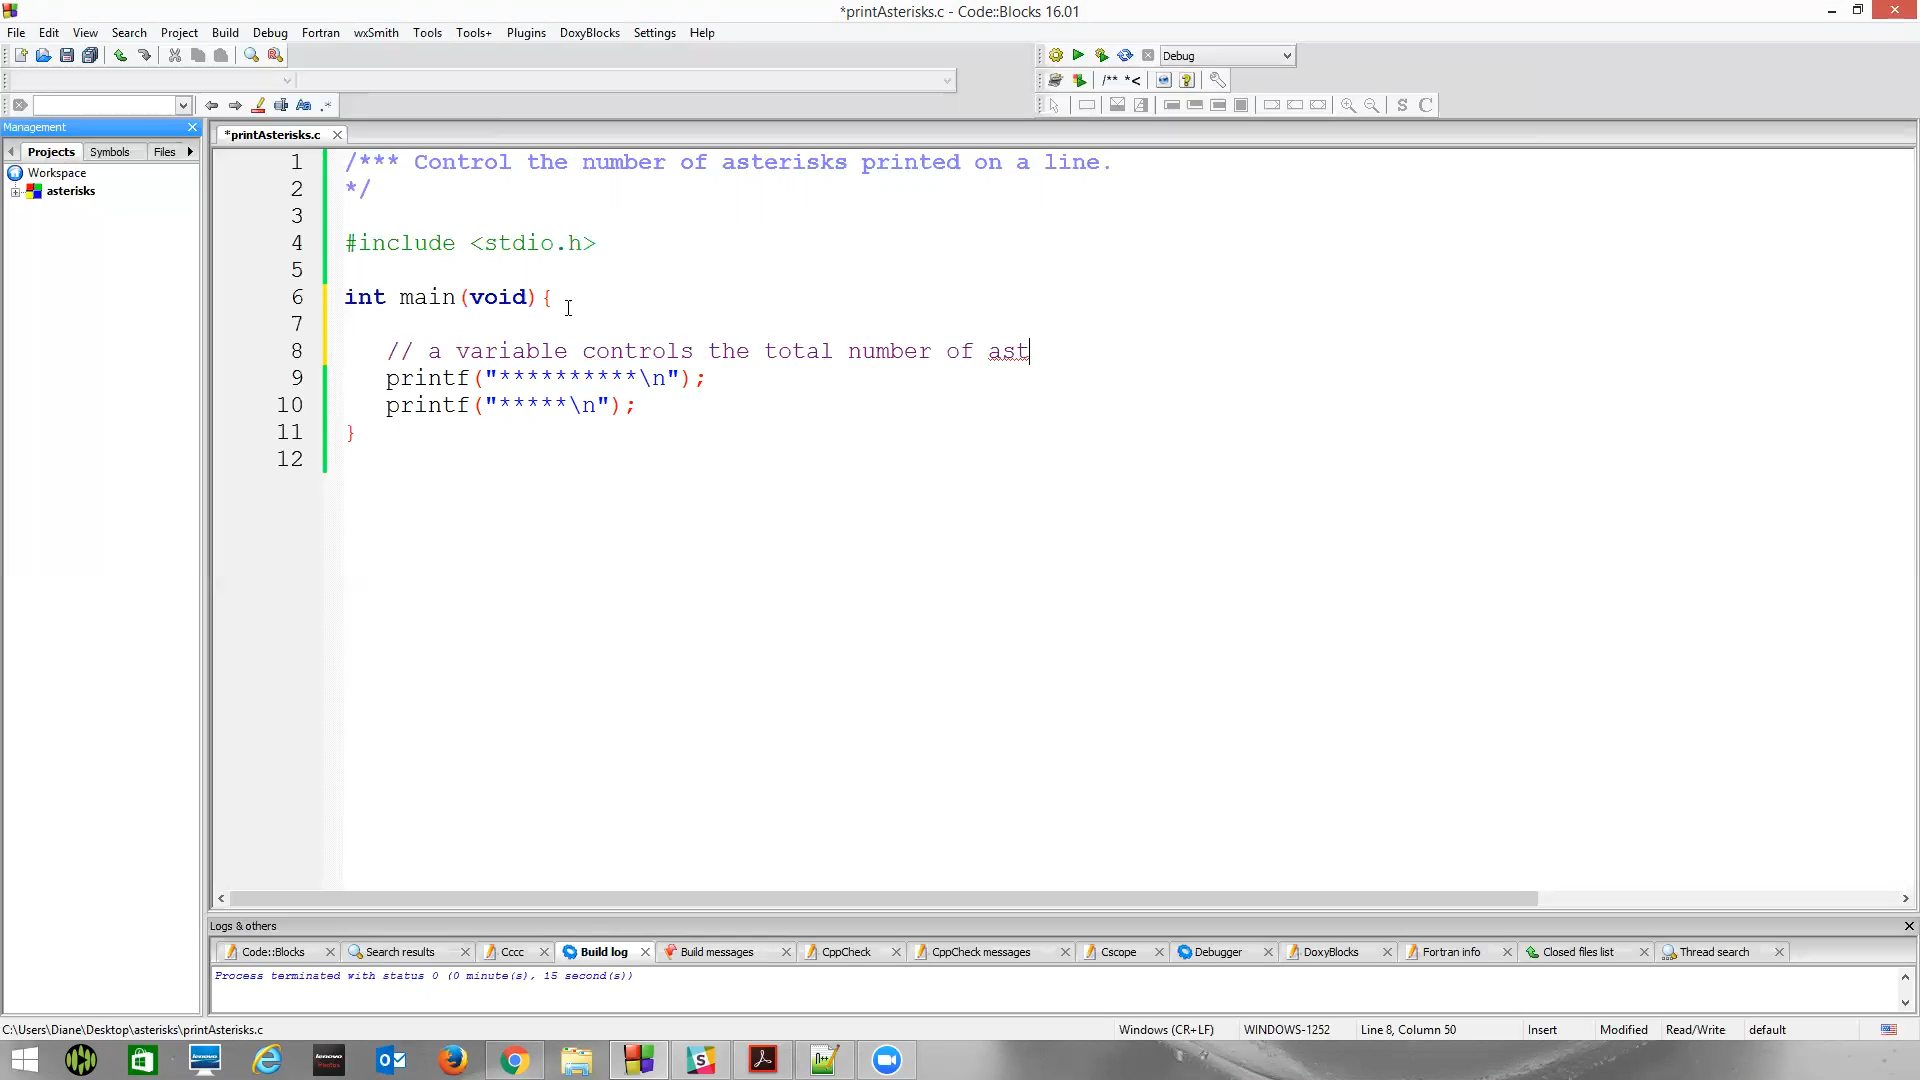 *printAsterisks.c - Code::Blocks 16.01
File Edit View Search Project Build Debug Fortran wxSmith Tools Tools+ Plugins DoxyBlocks Settings Help
Debug
/** *<
Management
Projects Symbols Files
Workspace
asterisks
*printAsterisks.c
1 /*** Control the number of asterisks printed on a line.
2 */
3
4 #include <stdio.h>
5
6 int main(void){
7
8 // a variable controls the total number of ast
9 printf("**********\n");
10 printf("*****\n");
11 }
12
Logs & others
Code::Blocks Search results Cccc Build log Build messages CppCheck CppCheck messages Cscope Debugger DoxyBlocks Fortran info Closed files list Thread search
Process terminated with status 0 (0 minute(s), 15 second(s))
C:\Users\Diane\Desktop\asterisks\printAsterisks.c Windows (CR+LF) WINDOWS-1252 Line 8, Column 50 Insert Modified Read/Write default